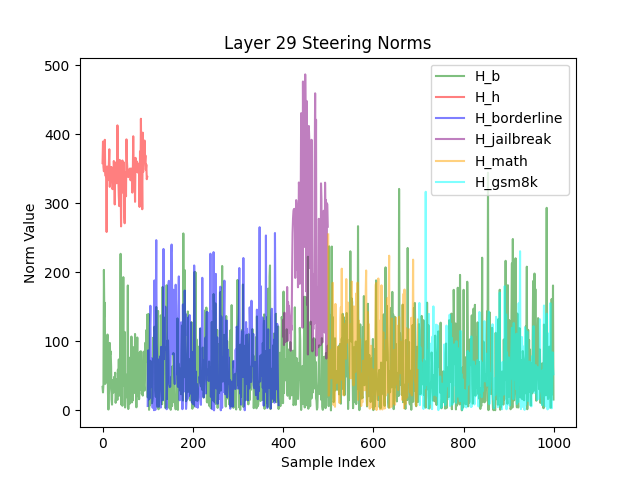 Layer 29 Steering Norms
500
400
300
200
100
0
Norm Value
H_b
H_h
H_borderline
H_jailbreak
H_math
H_gsm8k
0 200 400 600 800 1000
Sample Index